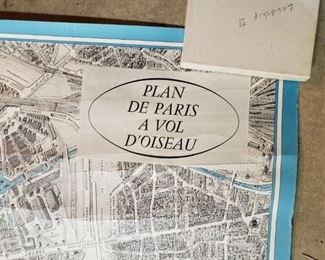 PLAN
DE PARIS
A VOL
D'OISEAU